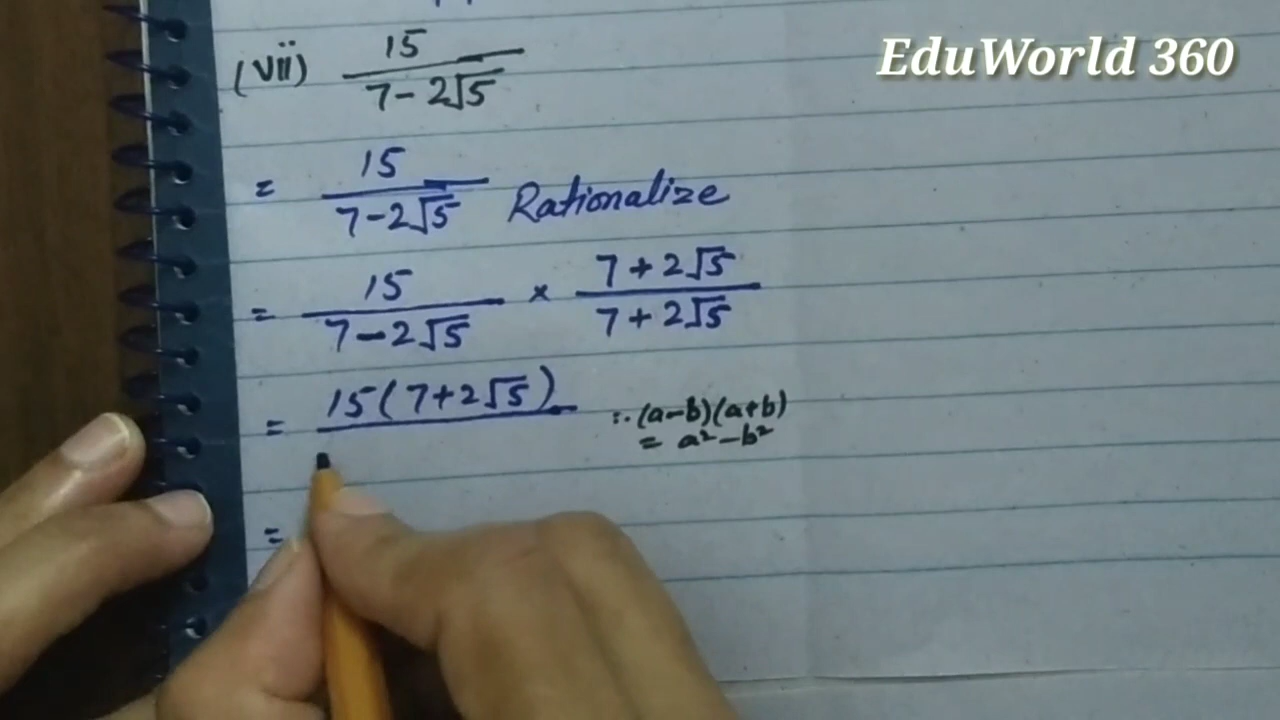 EduWorld 360
(vii) 15 / 7 - 2√5
= 15 / 7 - 2√5 Rationalize
= 15 / 7 - 2√5 × 7 + 2√5 / 7 + 2√5
= 15(7+2√5) ∵ (a-b)(a+b)
= a² - b²
=